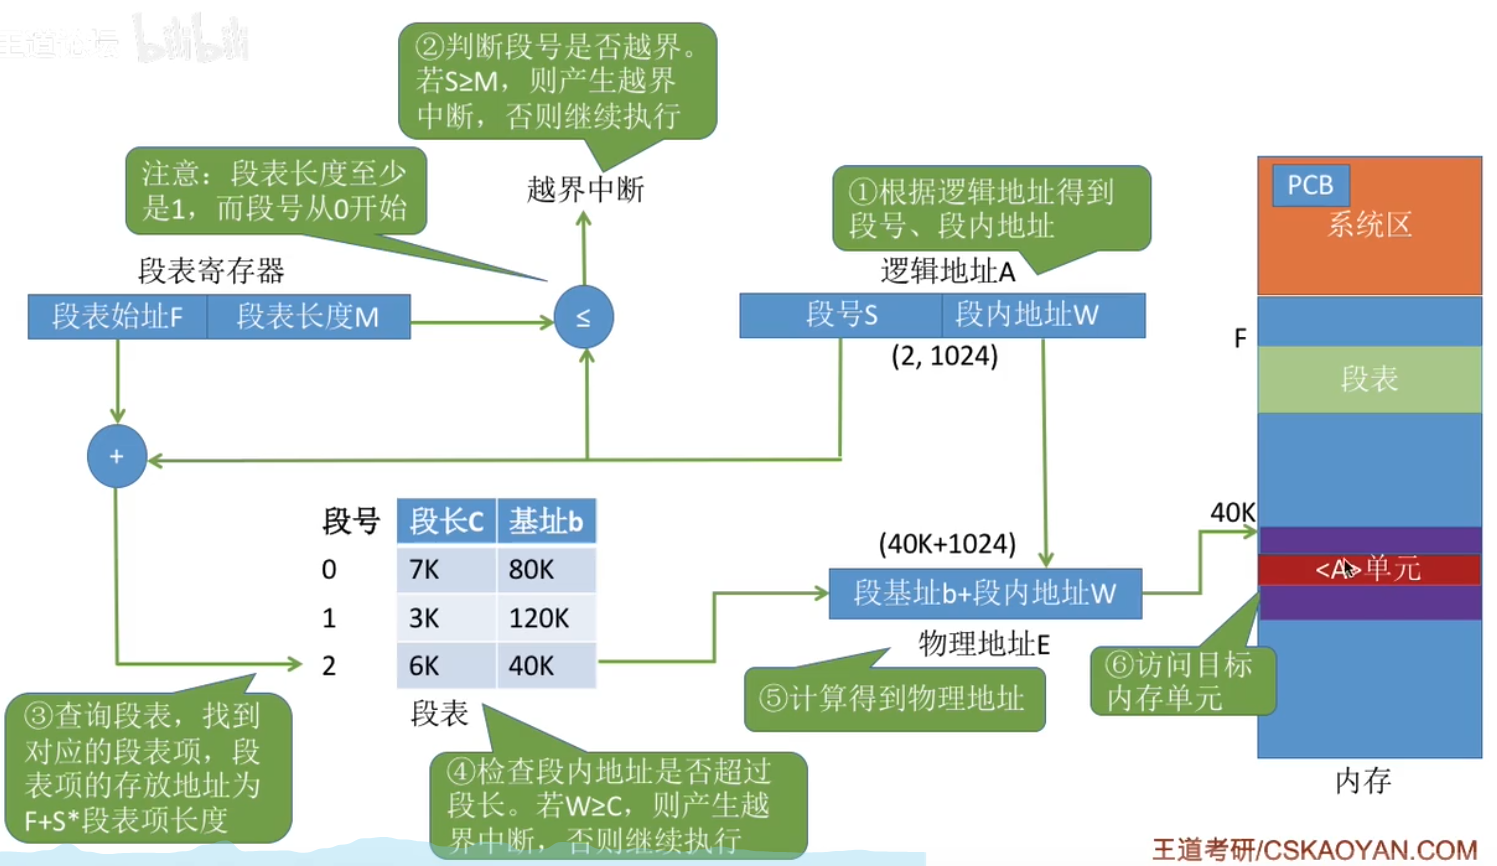 王道论坛 bilibili
②判断段号是否越界。
若S≥M，则产生越界
中断，否则继续执行
注意：段表长度至少
是1，而段号从0开始
越界中断
①根据逻辑地址得到
段号、段内地址
段表寄存器
段表始址F 段表长度M
≤
逻辑地址A
段号S 段内地址W
(2, 1024)
+
段号 段长C 基址b
0 7K 80K
1 3K 120K
2 6K 40K
段表
(40K+1024)
段基址b+段内地址W
物理地址E
③查询段表，找到
对应的段表项，段
表项的存放地址为
F+S*段表项长度
④检查段内地址是否超过
段长。若W≥C，则产生越
界中断，否则继续执行
⑤计算得到物理地址
⑥访问目标
内存单元
PCB
系统区
F
段表
40K
<A>单元
内存
王道考研/CSKAOYAN.COM